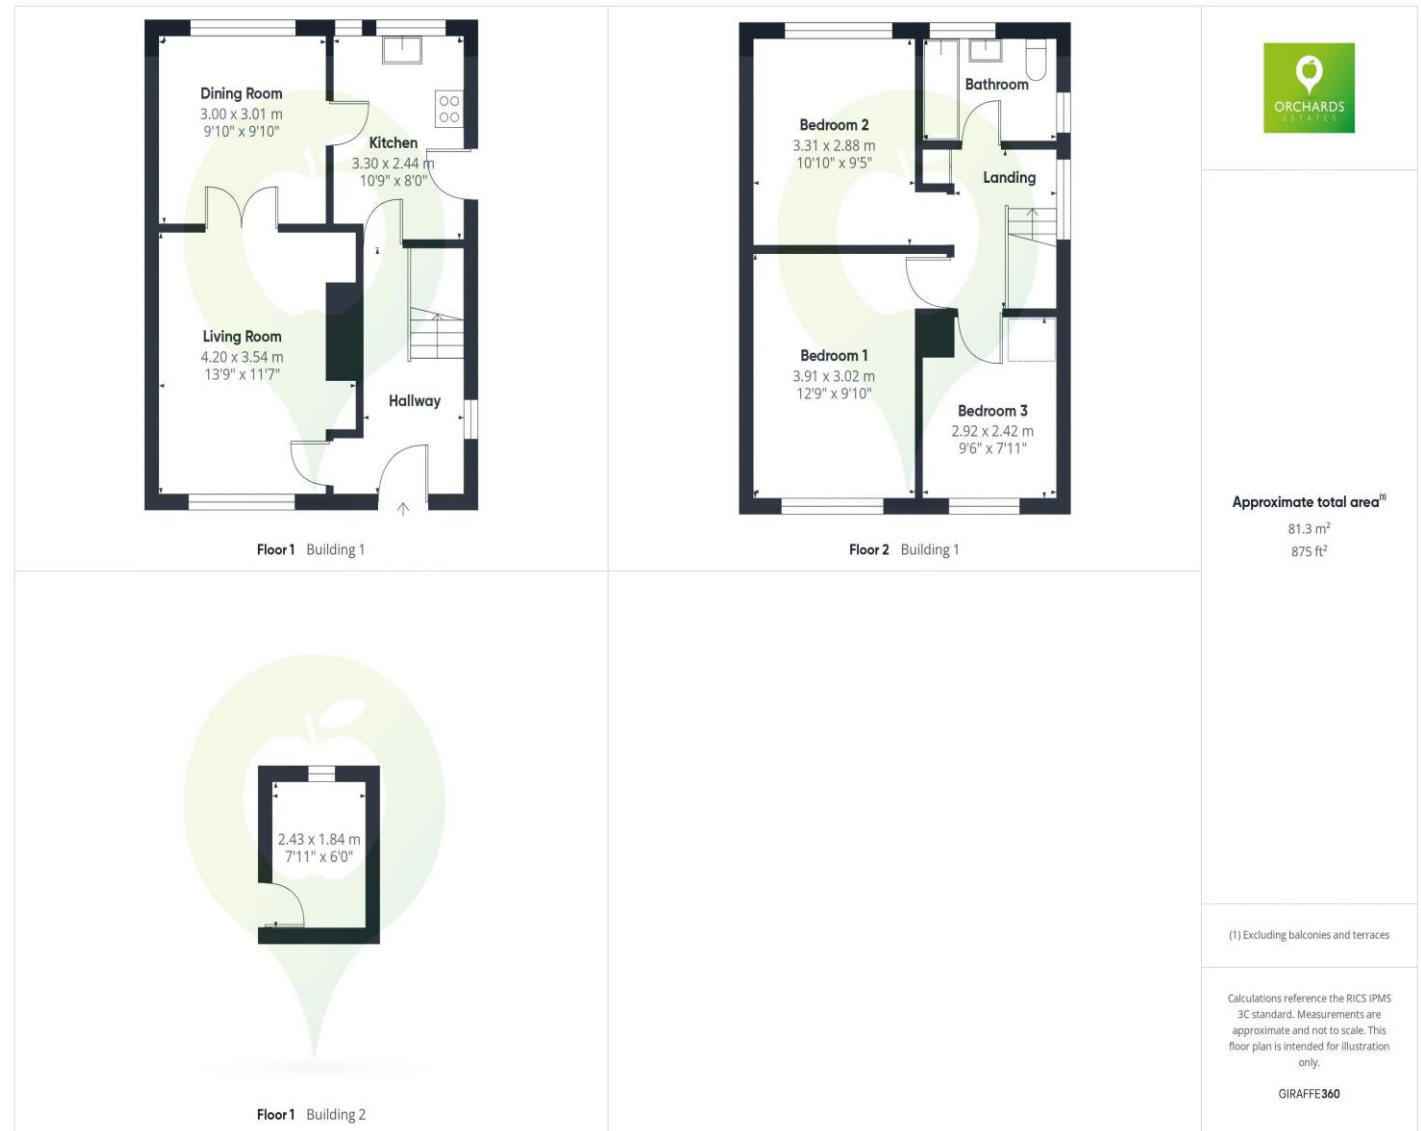 Dining Room
3.00 x 3.01 m
9'10" x 9'10"
Kitchen
3.30 x 2.44 m
10'9" x 8'0"
Living Room
4.20 x 3.54 m
13'9" x 11'7"
Hallway
Floor 1 Building 1
Bathroom
Bedroom 2
3.31 x 2.88 m
10'10" x 9'5"
Landing
Bedroom 1
3.91 x 3.02 m
12'9" x 9'10"
Bedroom 3
2.92 x 2.42 m
9'6" x 7'11"
Floor 2 Building 1
2.43 x 1.84 m
7'11" x 6'0"
Floor 1 Building 2
ORCHARDS
ESTATES
Approximate total area(1)
81.3 m²
875 ft²
(1) Excluding balconies and terraces
Calculations reference the RICS IPMS
3C standard. Measurements are
approximate and not to scale. This
floor plan is intended for illustration
only.
GIRAFFE360